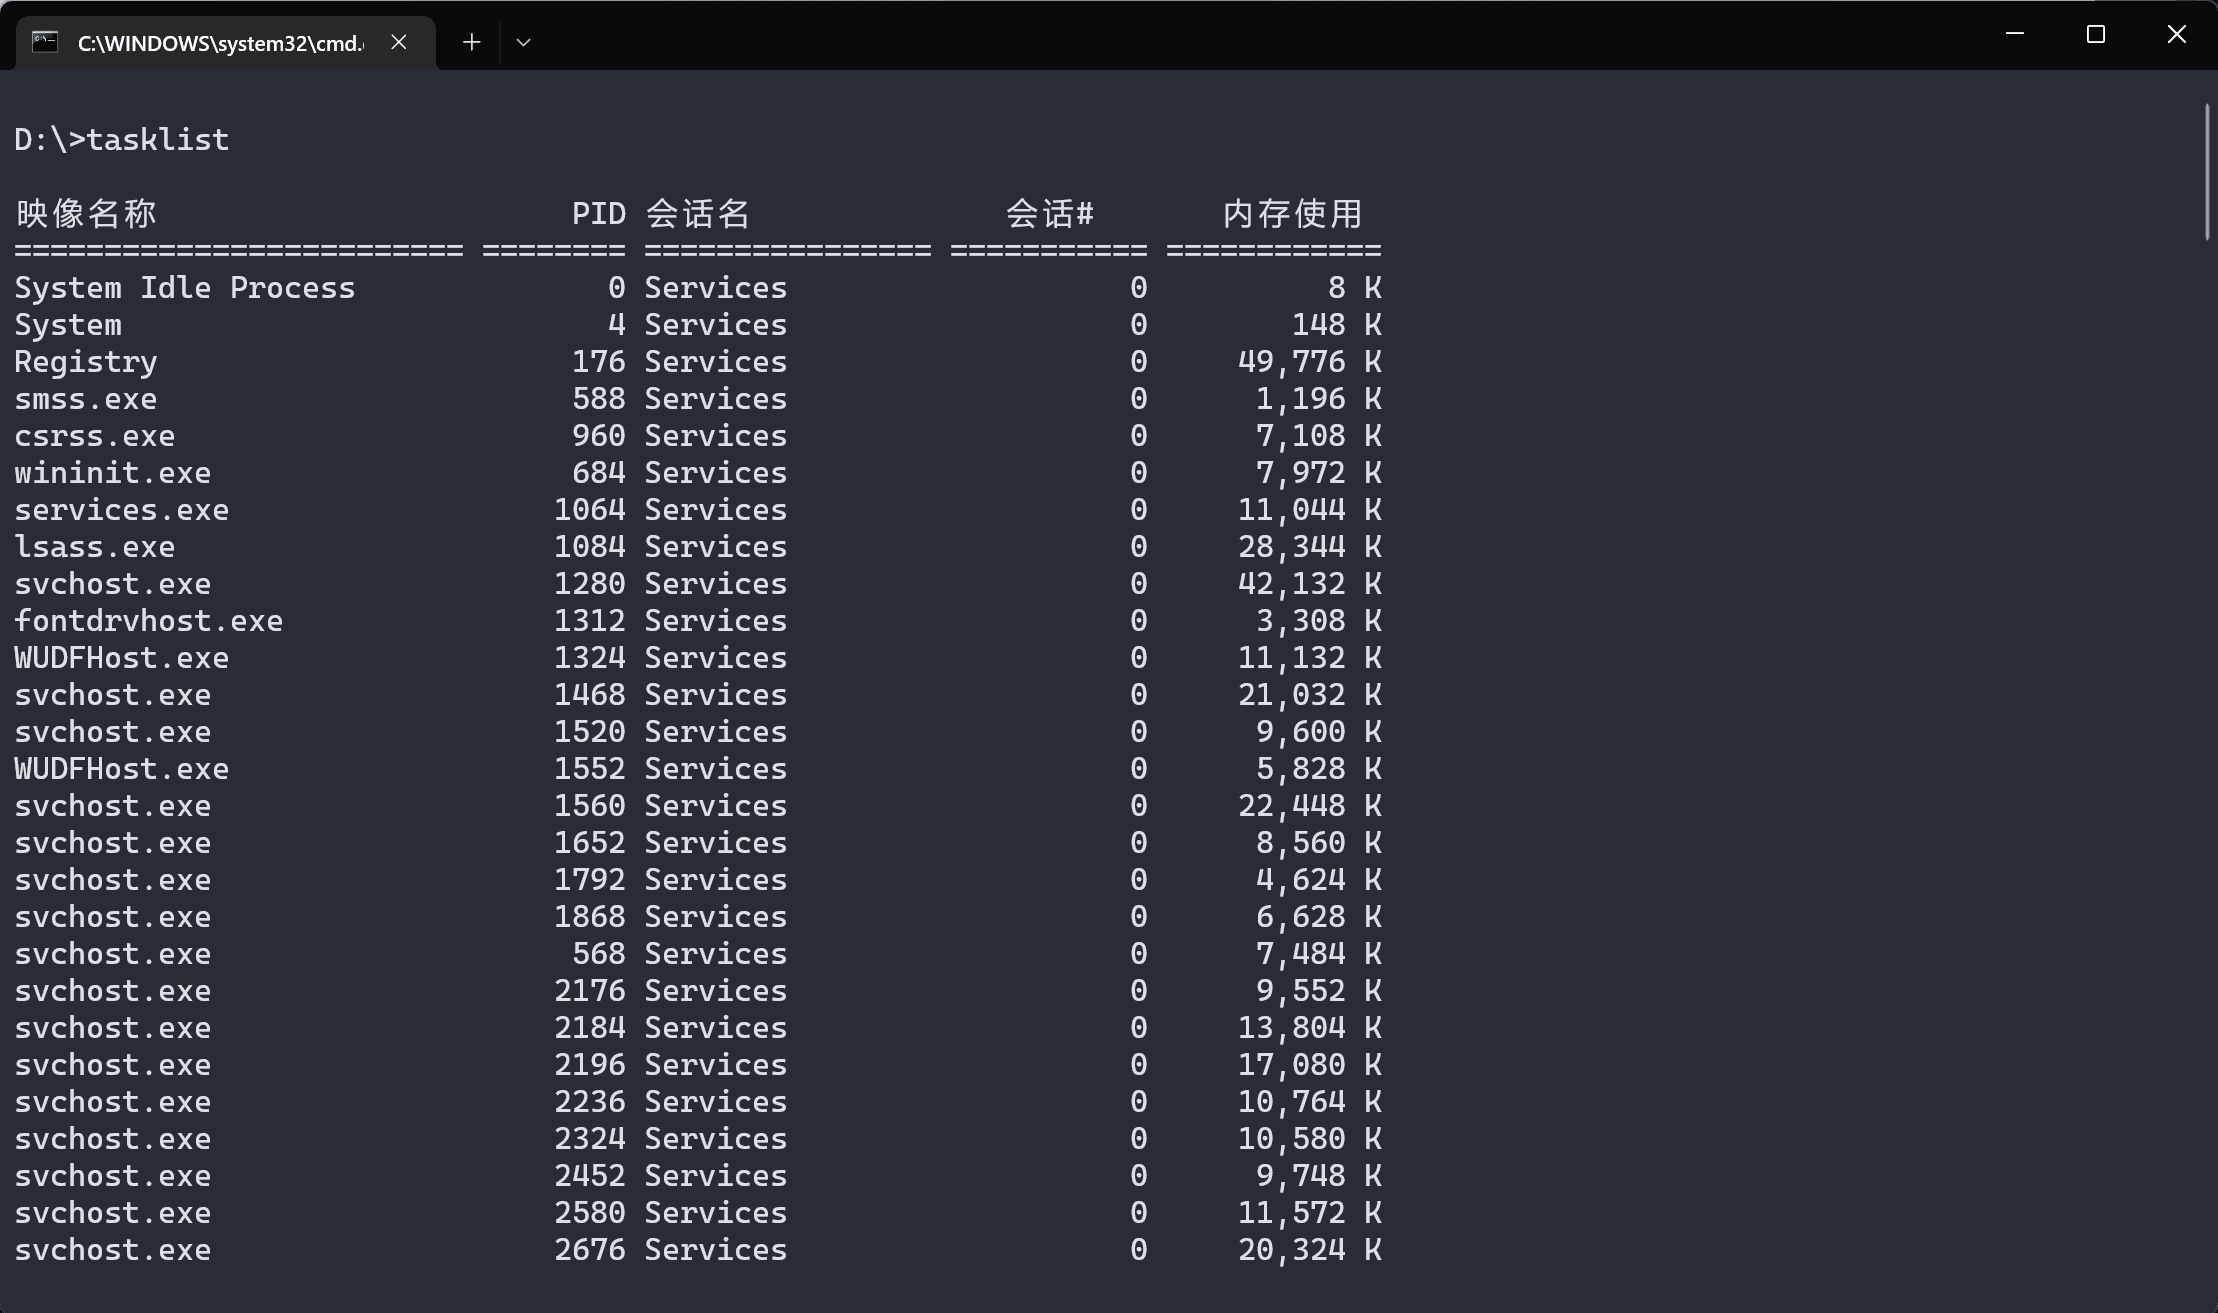 C:\WINDOWS\system32\cmd.
D:\>tasklist
映像名称                       PID 会话名              会话#       内存使用
========================= ======== ================ =========== ============
System Idle Process              0 Services                   0          8 K
System                           4 Services                   0        148 K
Registry                       176 Services                   0     49,776 K
smss.exe                       588 Services                   0      1,196 K
csrss.exe                      960 Services                   0      7,108 K
wininit.exe                    684 Services                   0      7,972 K
services.exe                  1064 Services                   0     11,044 K
lsass.exe                     1084 Services                   0     28,344 K
svchost.exe                   1280 Services                   0     42,132 K
fontdrvhost.exe               1312 Services                   0      3,308 K
WUDFHost.exe                  1324 Services                   0     11,132 K
svchost.exe                   1468 Services                   0     21,032 K
svchost.exe                   1520 Services                   0      9,600 K
WUDFHost.exe                  1552 Services                   0      5,828 K
svchost.exe                   1560 Services                   0     22,448 K
svchost.exe                   1652 Services                   0      8,560 K
svchost.exe                   1792 Services                   0      4,624 K
svchost.exe                   1868 Services                   0      6,628 K
svchost.exe                    568 Services                   0      7,484 K
svchost.exe                   2176 Services                   0      9,552 K
svchost.exe                   2184 Services                   0     13,804 K
svchost.exe                   2196 Services                   0     17,080 K
svchost.exe                   2236 Services                   0     10,764 K
svchost.exe                   2324 Services                   0     10,580 K
svchost.exe                   2452 Services                   0      9,748 K
svchost.exe                   2580 Services                   0     11,572 K
svchost.exe                   2676 Services                   0     20,324 K